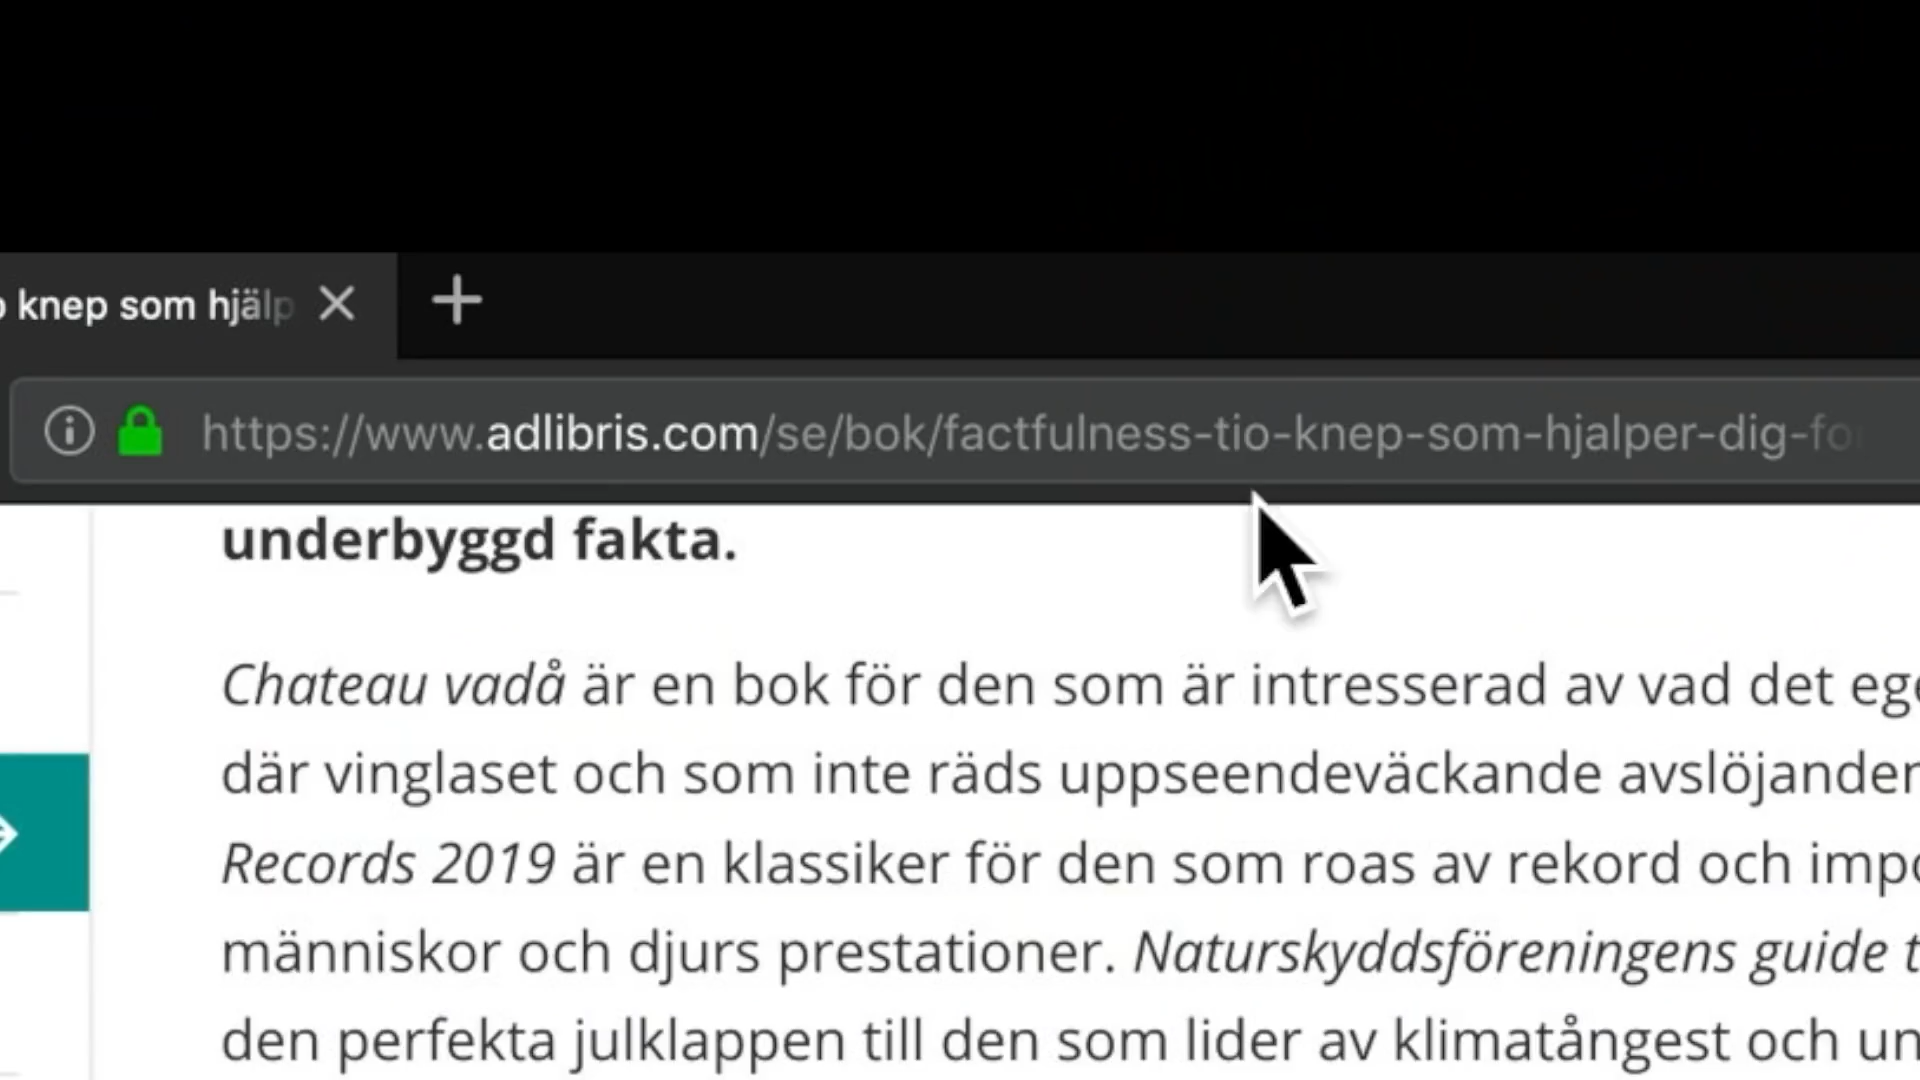 knep som hjälp
https://www.adlibris.com/se/bok/factfulness-tio-knep-som-hjalper-dig-fo
underbyggd fakta.
Chateau vadå är en bok för den som är intresserad av vad det ege
där vinglaset och som inte räds uppseendeväckande avslöjanden
Records 2019 är en klassiker för den som roas av rekord och impo
människor och djurs prestationer. Naturskyddsföreningens guide t
den perfekta julklappen till den som lider av klimatångest och un